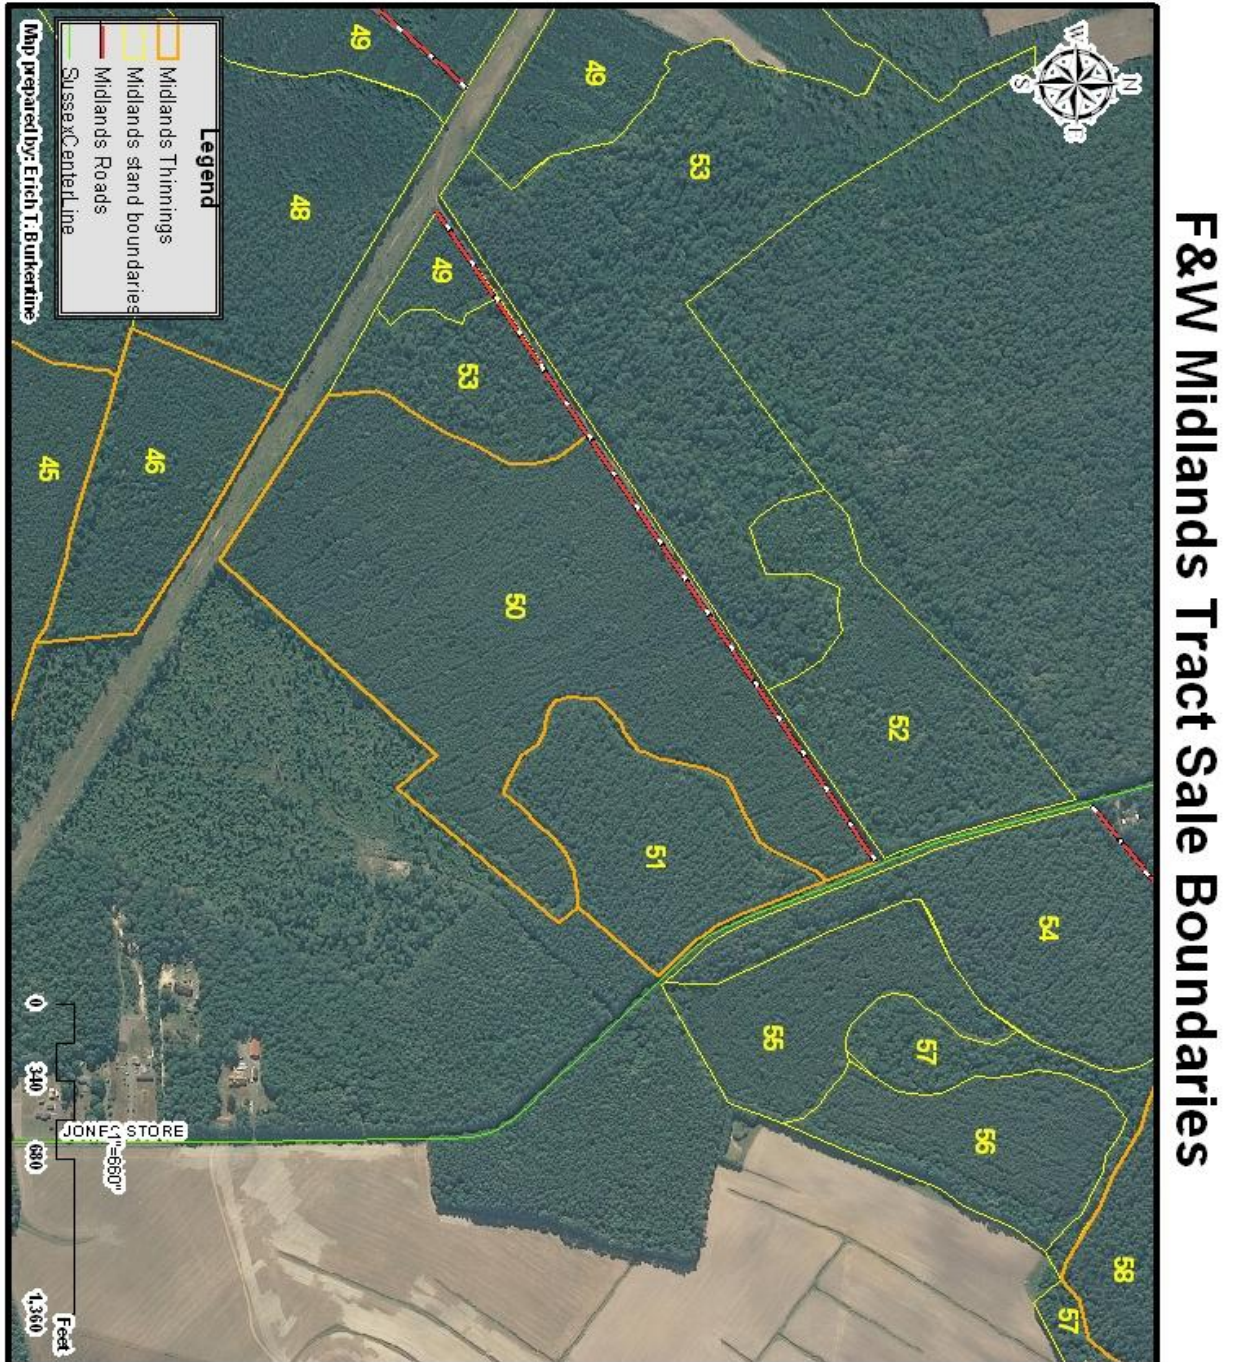 F&W Midlands Tract Sale Boundaries
W
N
S
E
49
49
53
48
49
53
46
45
50
52
51
54
55
57
56
58
57
Legend
Midlands Thinnings
Midlands stand boundaries
Midlands Roads
SussexCenterLine
Map prepared by: Erich T. Burkentine
JONES STORE
1"=660"
0 340 680 1,360
Feet